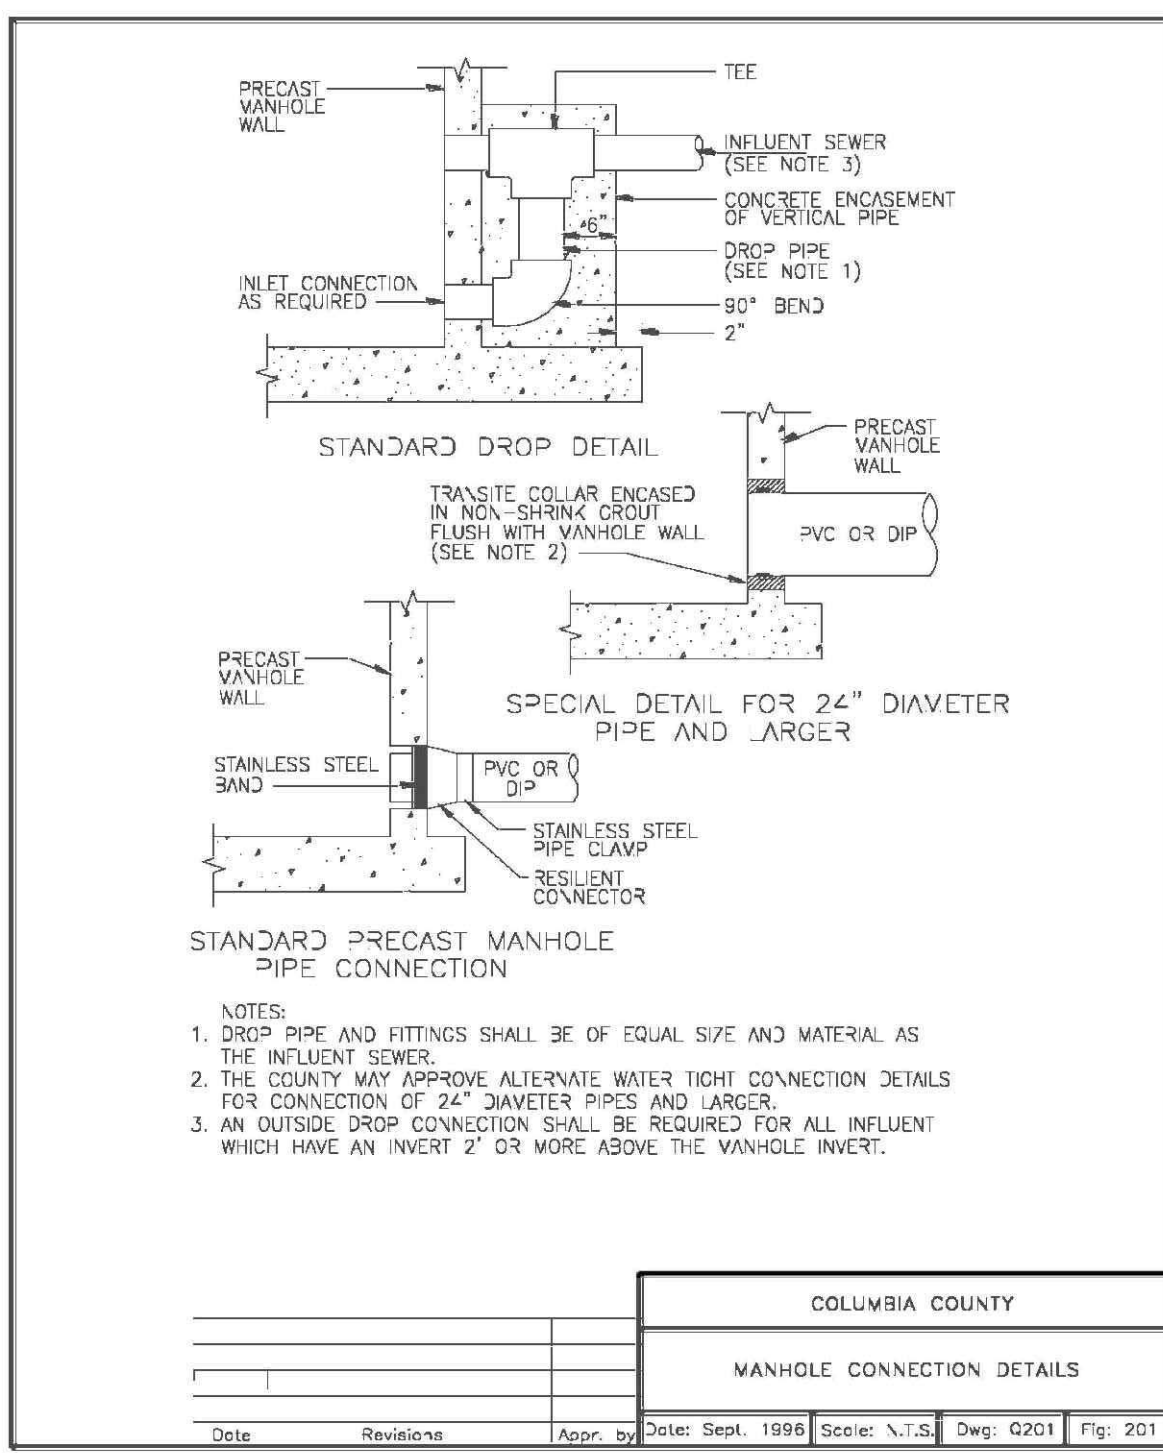 TEE
PRECAST
MANHOLE
WALL
INFLUENT SEWER
(SEE NOTE 3)
CONCRETE ENCASEMENT
OF VERTICAL PIPE
6"
DROP PIPE
(SEE NOTE 1)
INLET CONNECTION
AS REQUIRED
90° BEND
2"
STANDARD DROP DETAIL
PRECAST
MANHOLE
WALL
TRANSITE COLLAR ENCASED
IN NON-SHRINK GROUT
FLUSH WITH MANHOLE WALL
(SEE NOTE 2)
PVC OR DIP
SPECIAL DETAIL FOR 24" DIAMETER
PIPE AND LARGER
PRECAST
MANHOLE
WALL
STAINLESS STEEL
BAND
PVC OR
DIP
STAINLESS STEEL
PIPE CLAMP
RESILIENT
CONNECTOR
STANDARD PRECAST MANHOLE
PIPE CONNECTION
NOTES:
1. DROP PIPE AND FITTINGS SHALL BE OF EQUAL SIZE AND MATERIAL AS
THE INFLUENT SEWER.
2. THE COUNTY MAY APPROVE ALTERNATE WATER TIGHT CONNECTION DETAILS
FOR CONNECTION OF 24" DIAMETER PIPES AND LARGER.
3. AN OUTSIDE DROP CONNECTION SHALL BE REQUIRED FOR ALL INFLUENT
WHICH HAVE AN INVERT 2' OR MORE ABOVE THE MANHOLE INVERT.
COLUMBIA COUNTY
MANHOLE CONNECTION DETAILS
Date Revisions Appr. by
Date: Sept. 1996 Scale: N.T.S. Dwg: Q201 Fig: 201